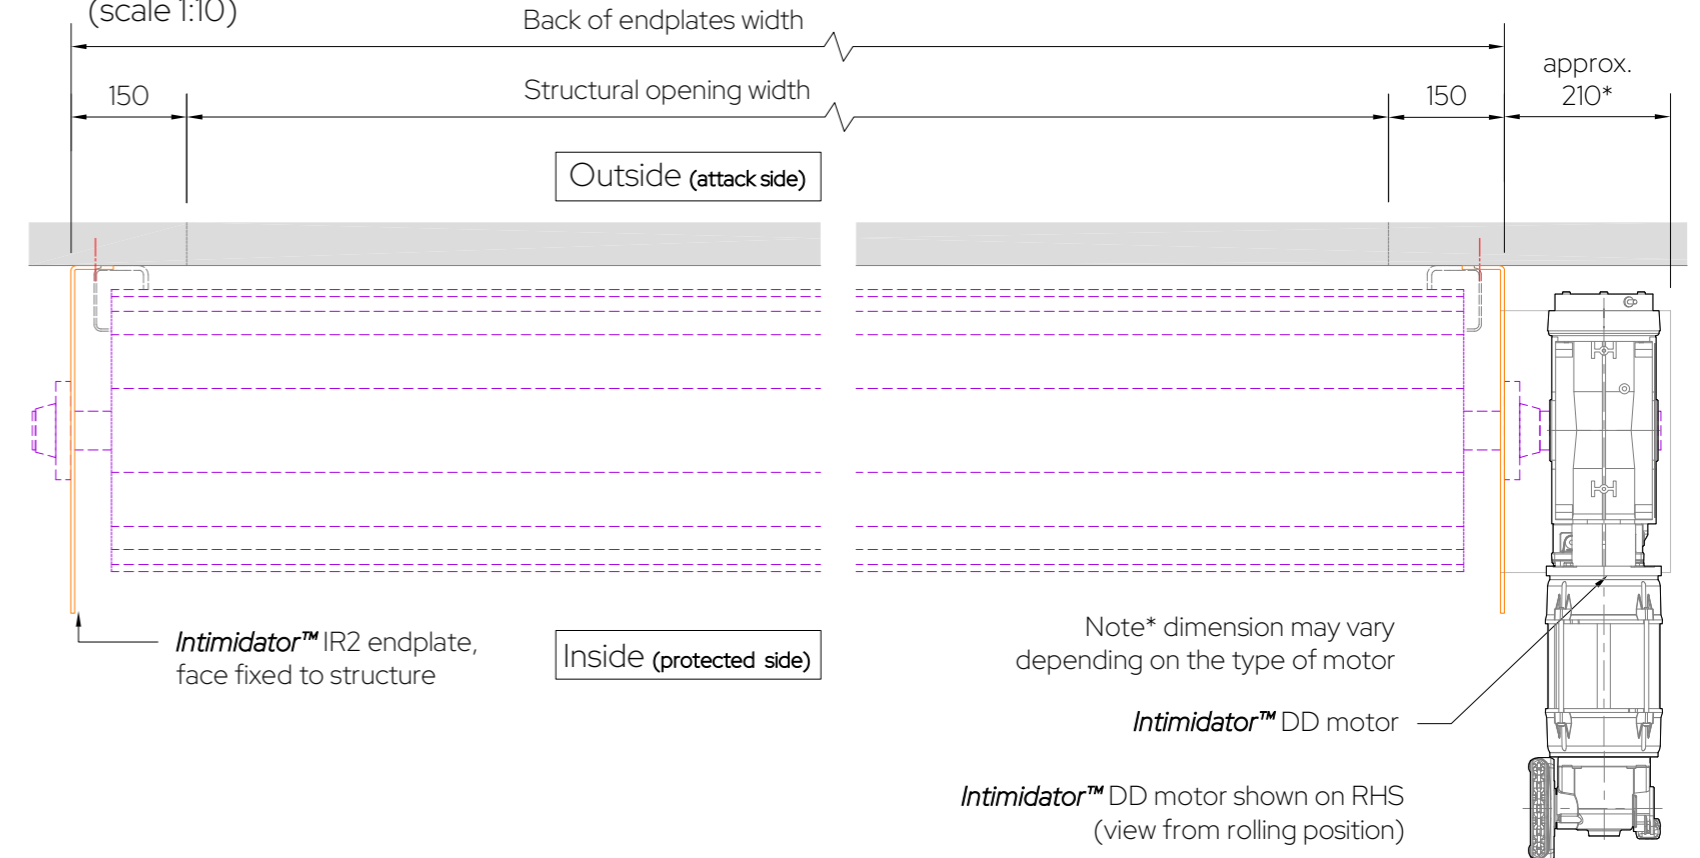 (scale 1:10)
Back of endplates width
150
Structural opening width
150
approx.
210*
Outside (attack side)
Intimidator™ IR2 endplate,
face fixed to structure
Inside (protected side)
Note* dimension may vary
depending on the type of motor
Intimidator™ DD motor
Intimidator™ DD motor shown on RHS
(view from rolling position)